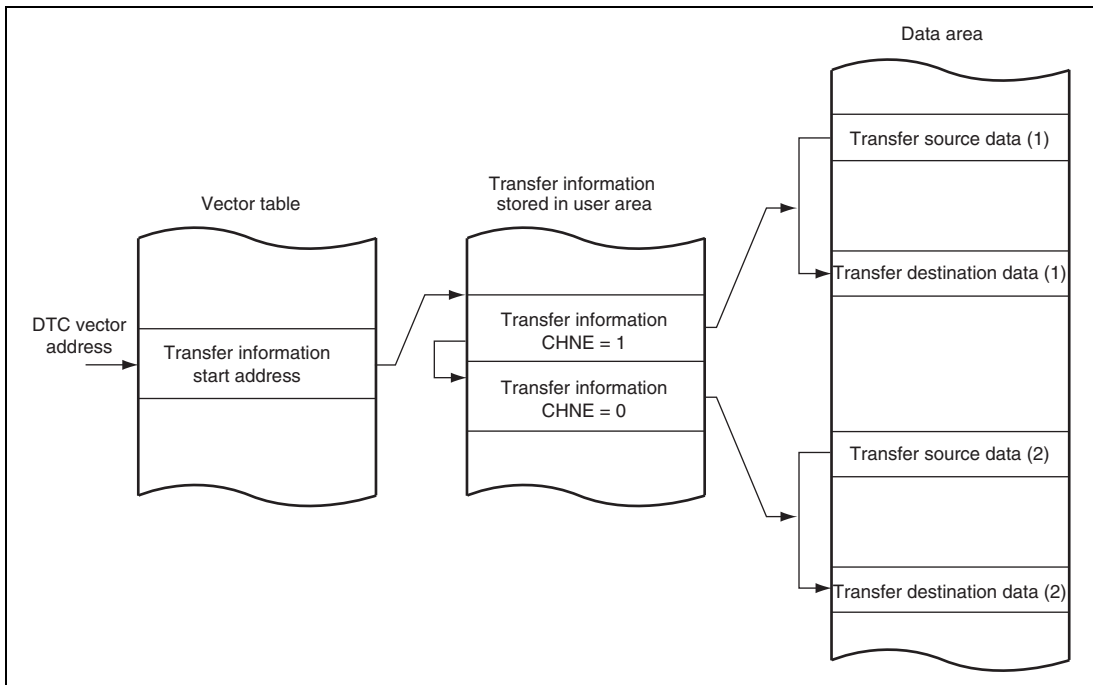 Data area
Transfer source data (1)
Transfer information
stored in user area
Vector table
Transfer destination data (1)
DTC vector
address
Transfer information
start address
Transfer information
CHNE = 1
Transfer information
CHNE = 0
Transfer source data (2)
Transfer destination data (2)